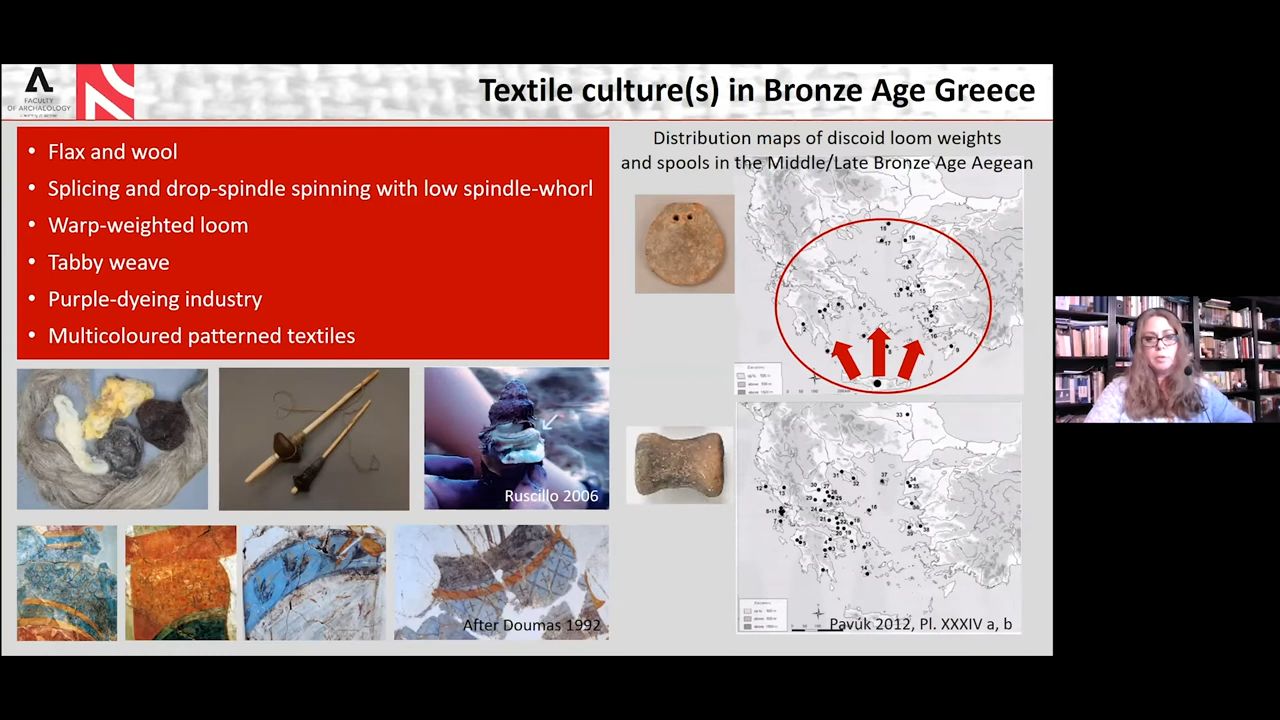 FACULTY
OF ARCHAEOLOGY
Textile culture(s) in Bronze Age Greece
• Flax and wool
• Splicing and drop-spindle spinning with low spindle-whorl
• Warp-weighted loom
• Tabby weave
• Purple-dyeing industry
• Multicoloured patterned textiles
Ruscillo 2006
After Doumas 1992
Distribution maps of discoid loom weights
and spools in the Middle/Late Bronze Age Aegean
Pavúk 2012, Pl. XXXIV a, b